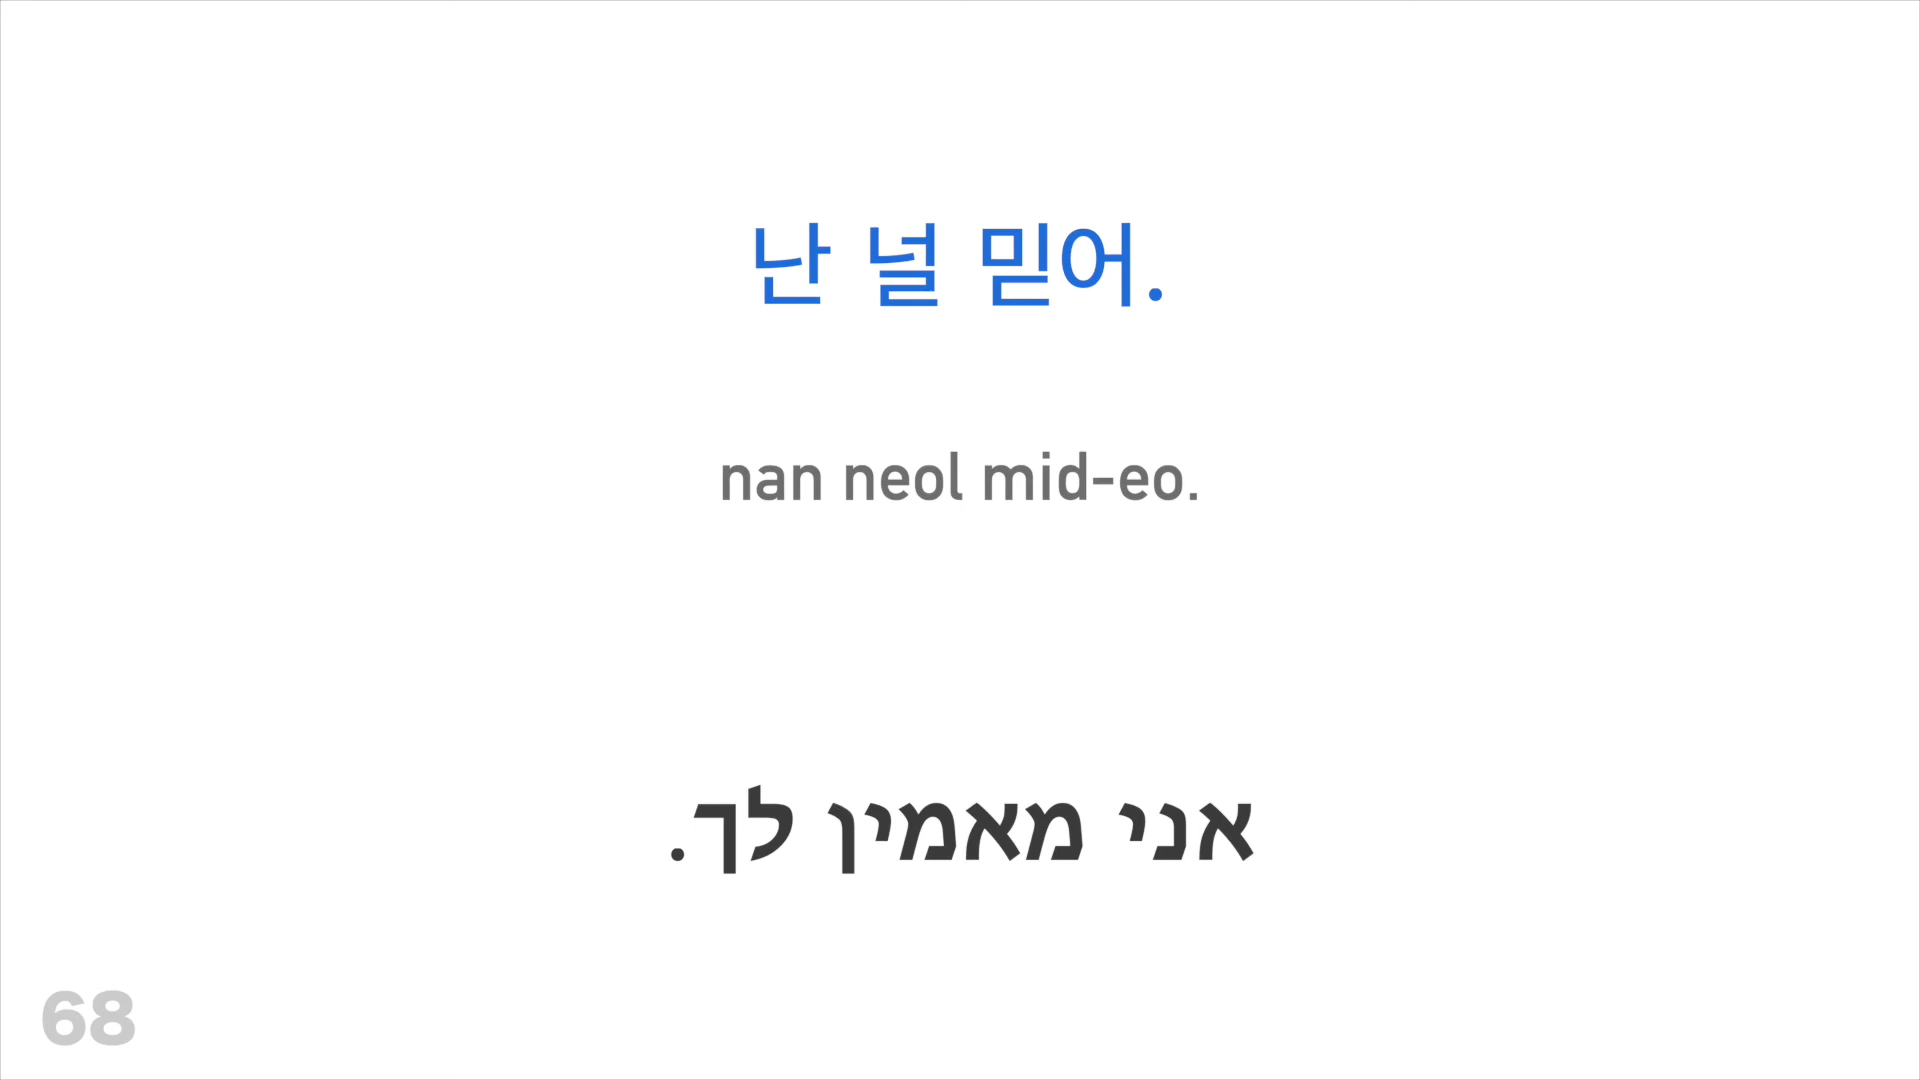 난 널 믿어.
nan neol mid-eo.
אני מאמין לך.
68